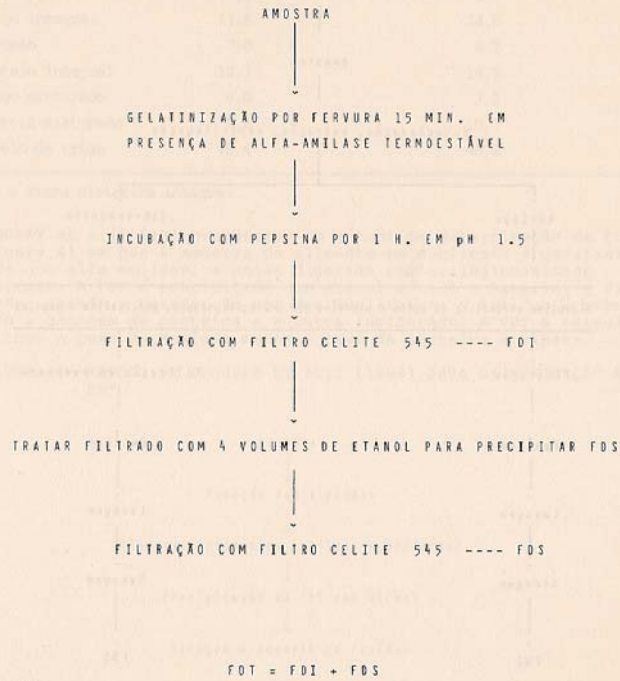 AMOSTRA
GELATINIZAÇÃO POR FERVURA 15 MIN. EM
PRESENÇA DE ALFA-AMILASE TERMOESTÁVEL
INCUBAÇÃO COM PEPSINA POR 1 H. EM pH 1.5
FILTRAÇÃO COM FILTRO CELITE 545 ---- FDI
TRATAR FILTRADO COM 4 VOLUMES DE ETANOL PARA PRECIPITAR FDS
FILTRAÇÃO COM FILTRO CELITE 545 ---- FDS
FDT = FDI + FDS